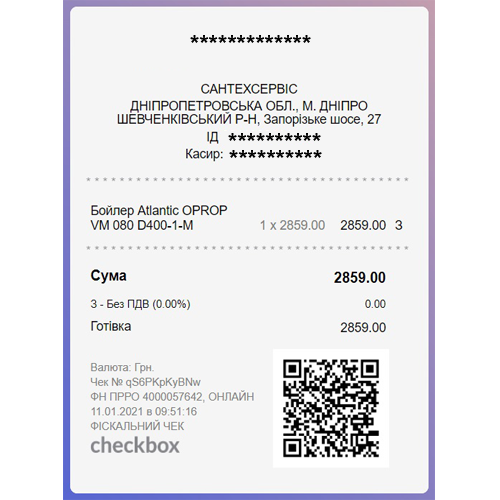 *************
САНТЕХСЕРВІС
ДНІПРОПЕТРОВСЬКА ОБЛ., М. ДНІПРО
ШЕВЧЕНКІВСЬКИЙ Р-Н, Запорізьке шосе, 27
ІД **********
Касир: **********
Бойлер Atlantic OPROP
VM 080 D400-1-M 1 x 2859.00 2859.00 З
Сума 2859.00
З - Без ПДВ (0.00%) 0.00
Готівка 2859.00
Валюта: Грн.
Чек № qS6PKpKyBNw
ФН ПРРО 4000057642, ОНЛАЙН
11.01.2021 в 09:51:16
ФІСКАЛЬНИЙ ЧЕК
checkbox